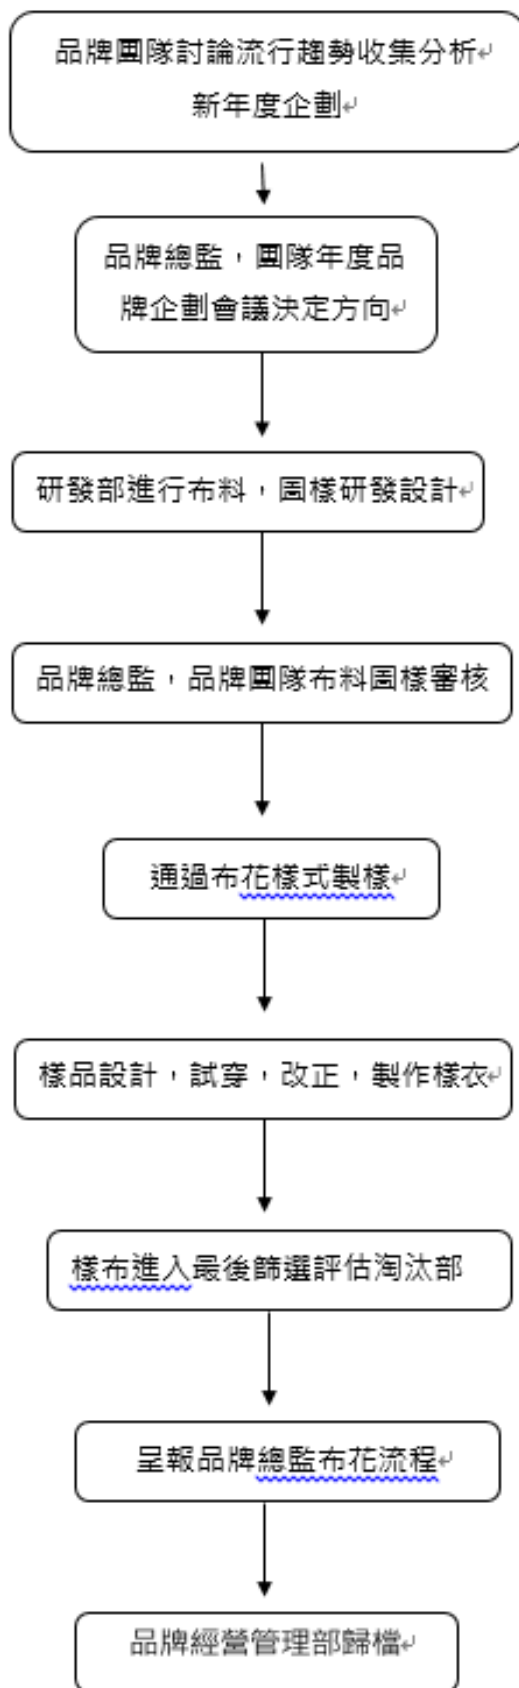 品牌團隊討論流行趨勢收集分析
新年度企劃
品牌總監，團隊年度品
牌企劃會議決定方向
研發部進行布料，圖樣研發設計
品牌總監，品牌團隊布料圖樣審核
通過布花樣式製樣
樣品設計，試穿，改正，製作樣衣
樣布進入最後篩選評估淘汰部
呈報品牌總監布花流程
品牌經營管理部歸檔